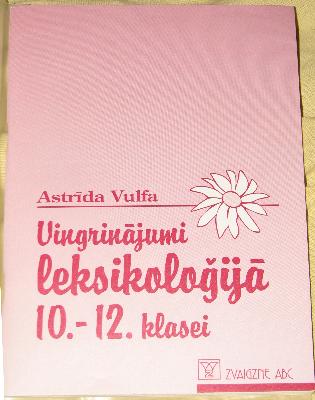 Astrīda Vulfa
Vingrinājumi
leksikoloģijā
10.-12. klasei
ZVAIGZNE ABC